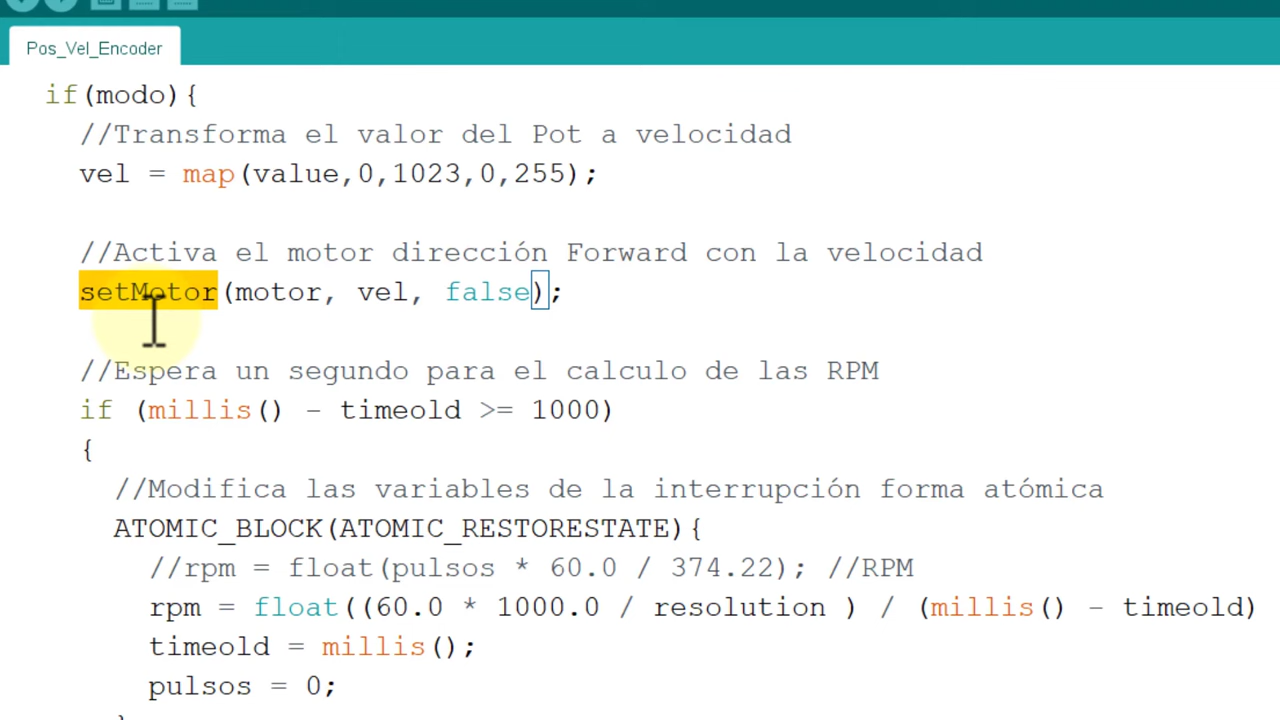 Pos_Vel_Encoder
if(modo){
//Transforma el valor del Pot a velocidad
vel = map(value,0,1023,0,255);
//Activa el motor dirección Forward con la velocidad
setMotor(motor, vel, false);
//Espera un segundo para el calculo de las RPM
if (millis() - timeold >= 1000)
{
//Modifica las variables de la interrupción forma atómica
ATOMIC_BLOCK(ATOMIC_RESTORESTATE){
//rpm = float(pulsos * 60.0 / 374.22); //RPM
rpm = float((60.0 * 1000.0 / resolution ) / (millis() - timeold)
timeold = millis();
pulsos = 0;